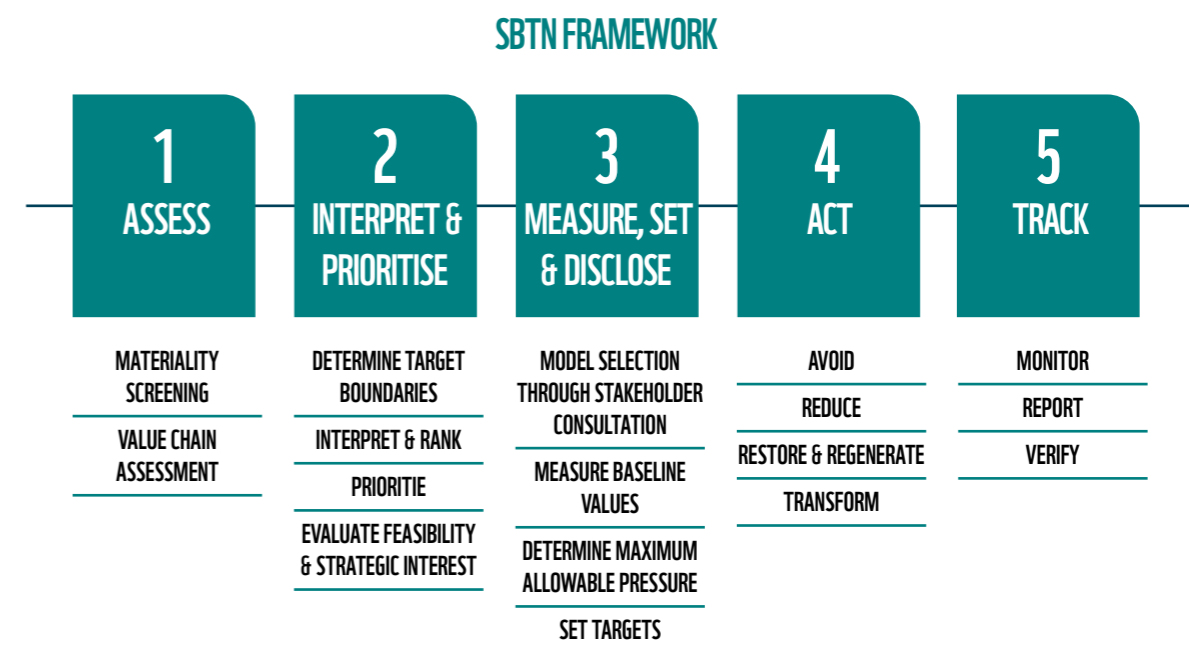 SBTN FRAMEWORK
1
ASSESS
MATERIALITY
SCREENING
VALUE CHAIN
ASSESSMENT
2
INTERPRET &
PRIORITISE
DETERMINE TARGET
BOUNDARIES
INTERPRET & RANK
PRIORITIE
EVALUATE FEASIBILITY
& STRATEGIC INTEREST
3
MEASURE, SET
& DISCLOSE
MODEL SELECTION
THROUGH STAKEHOLDER
CONSULTATION
MEASURE BASELINE
VALUES
DETERMINE MAXIMUM
ALLOWABLE PRESSURE
SET TARGETS
4
ACT
AVOID
REDUCE
RESTORE & REGENERATE
TRANSFORM
5
TRACK
MONITOR
REPORT
VERIFY